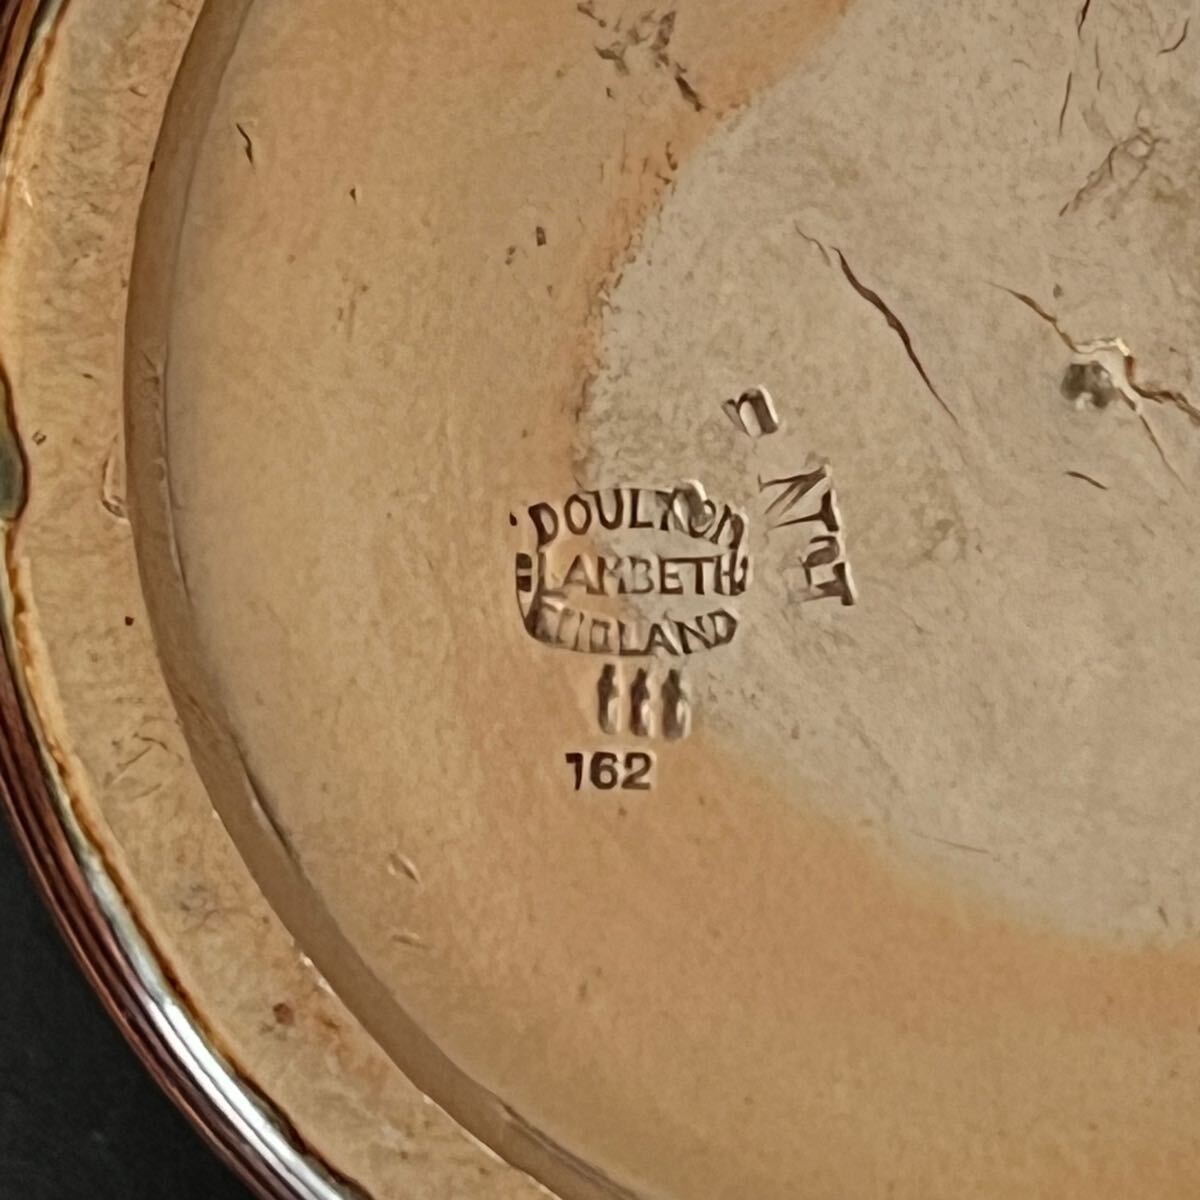 n
N
DOULTON
LAMBETH
ENGLAND
162